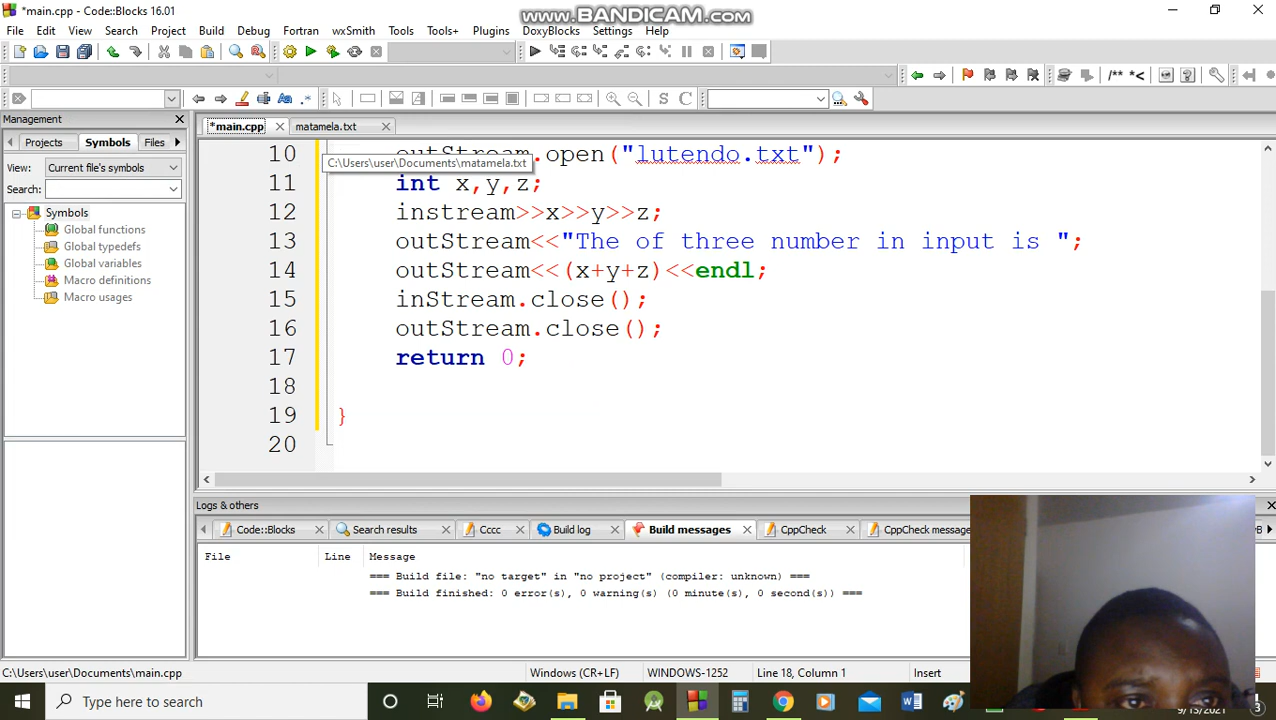 *main.cpp - Code::Blocks 16.01
www.BANDICAM.com
File Edit View Search Project Build Debug Fortran wxSmith Tools Tools+ Plugins DoxyBlocks Settings Help
/** *<
Aa .*
S C
Management
*main.cpp matamela.txt
Projects Symbols Files
View: Current file's symbols
Search:
Symbols
Global functions
Global typedefs
Global variables
Macro definitions
Macro usages
10 outStream.open("lutendo.txt");
C:\Users\user\Documents\matamela.txt
11 int x,y,z;
12 instream>>x>>y>>z;
13 outStream<<"The of three number in input is ";
14 outStream<<(x+y+z)<<endl;
15 inStream.close();
16 outStream.close();
17 return 0;
18
19 }
20
Logs & others
Code::Blocks Search results Cccc Build log Build messages CppCheck CppCheck message
File Line Message
=== Build file: "no target" in "no project" (compiler: unknown) ===
=== Build finished: 0 error(s), 0 warning(s) (0 minute(s), 0 second(s)) ===
C:\Users\user\Documents\main.cpp Windows (CR+LF) WINDOWS-1252 Line 18, Column 1 Insert
Type here to search
9/15/2021